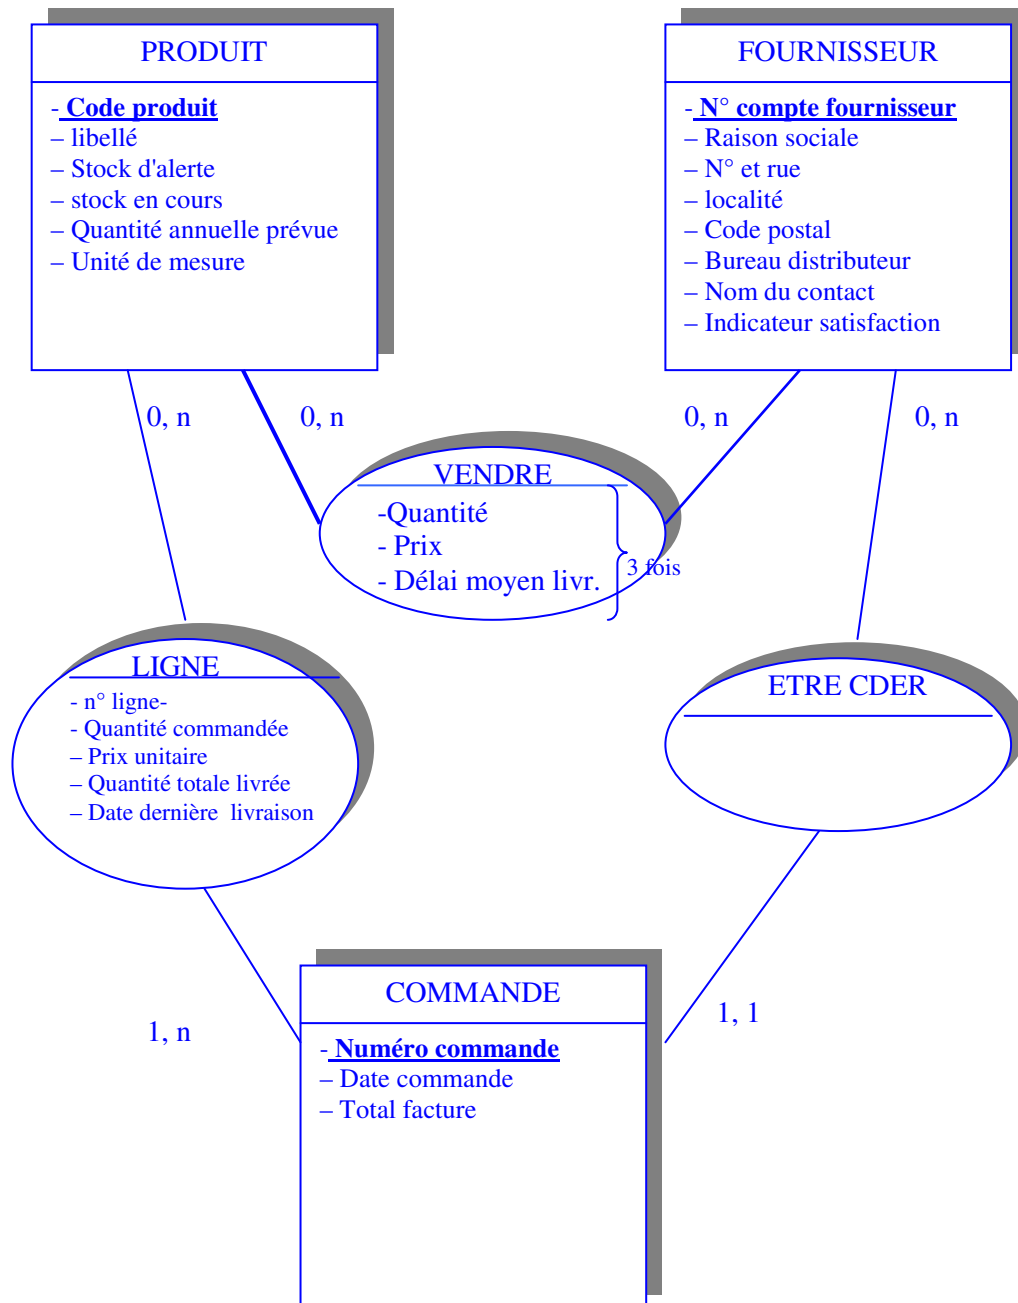 PRODUIT
- Code produit
– libellé
– Stock d'alerte
– stock en cours
– Quantité annuelle prévue
– Unité de mesure
FOURNISSEUR
- N° compte fournisseur
– Raison sociale
– N° et rue
– localité
– Code postal
– Bureau distributeur
– Nom du contact
– Indicateur satisfaction
0, n
0, n
0, n
0, n
VENDRE
-Quantité
- Prix
- Délai moyen livr.
3 fois
LIGNE
- n° ligne-
- Quantité commandée
– Prix unitaire
– Quantité totale livrée
– Date dernière livraison
ETRE CDER
1, n
1, 1
COMMANDE
- Numéro commande
– Date commande
– Total facture